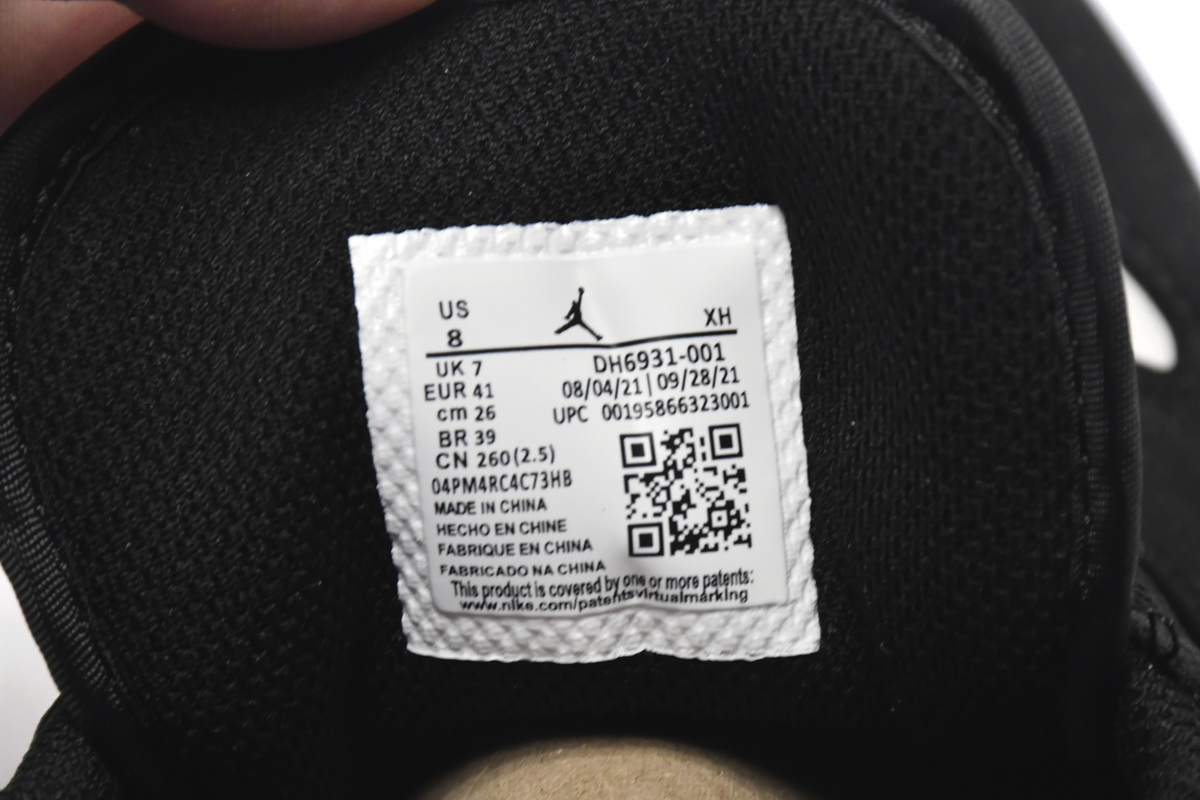 US
8
XH
UK 7
EUR 41
cm 26
BR 39
CN 260(2.5)
04PM4RC4C73HB
DH6931-001
08/04/21 | 09/28/21
UPC 00195866323001
MADE IN CHINA
HECHO EN CHINE
FABRIQUE EN CHINA
FABRICADO NA CHINA
This product is covered by one or more patents:
www.nike.com/patentsvirtualmarking